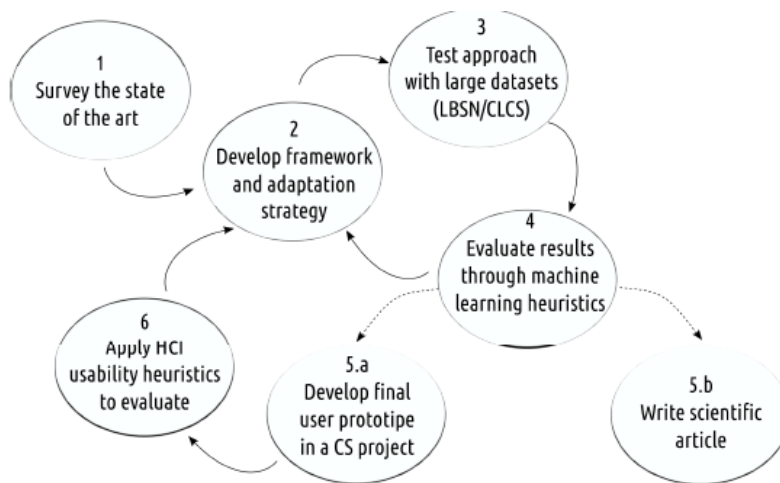 1
Survey the state
of the art
2
Develop framework
and adaptation
strategy
3
Test approach
with large datasets
(LBSN/CLCS)
4
Evaluate results
through machine
learning heuristics
5.a
Develop final
user prototipe
in a CS project
5.b
Write scientific
article
6
Apply HCI
usability heuristics
to evaluate